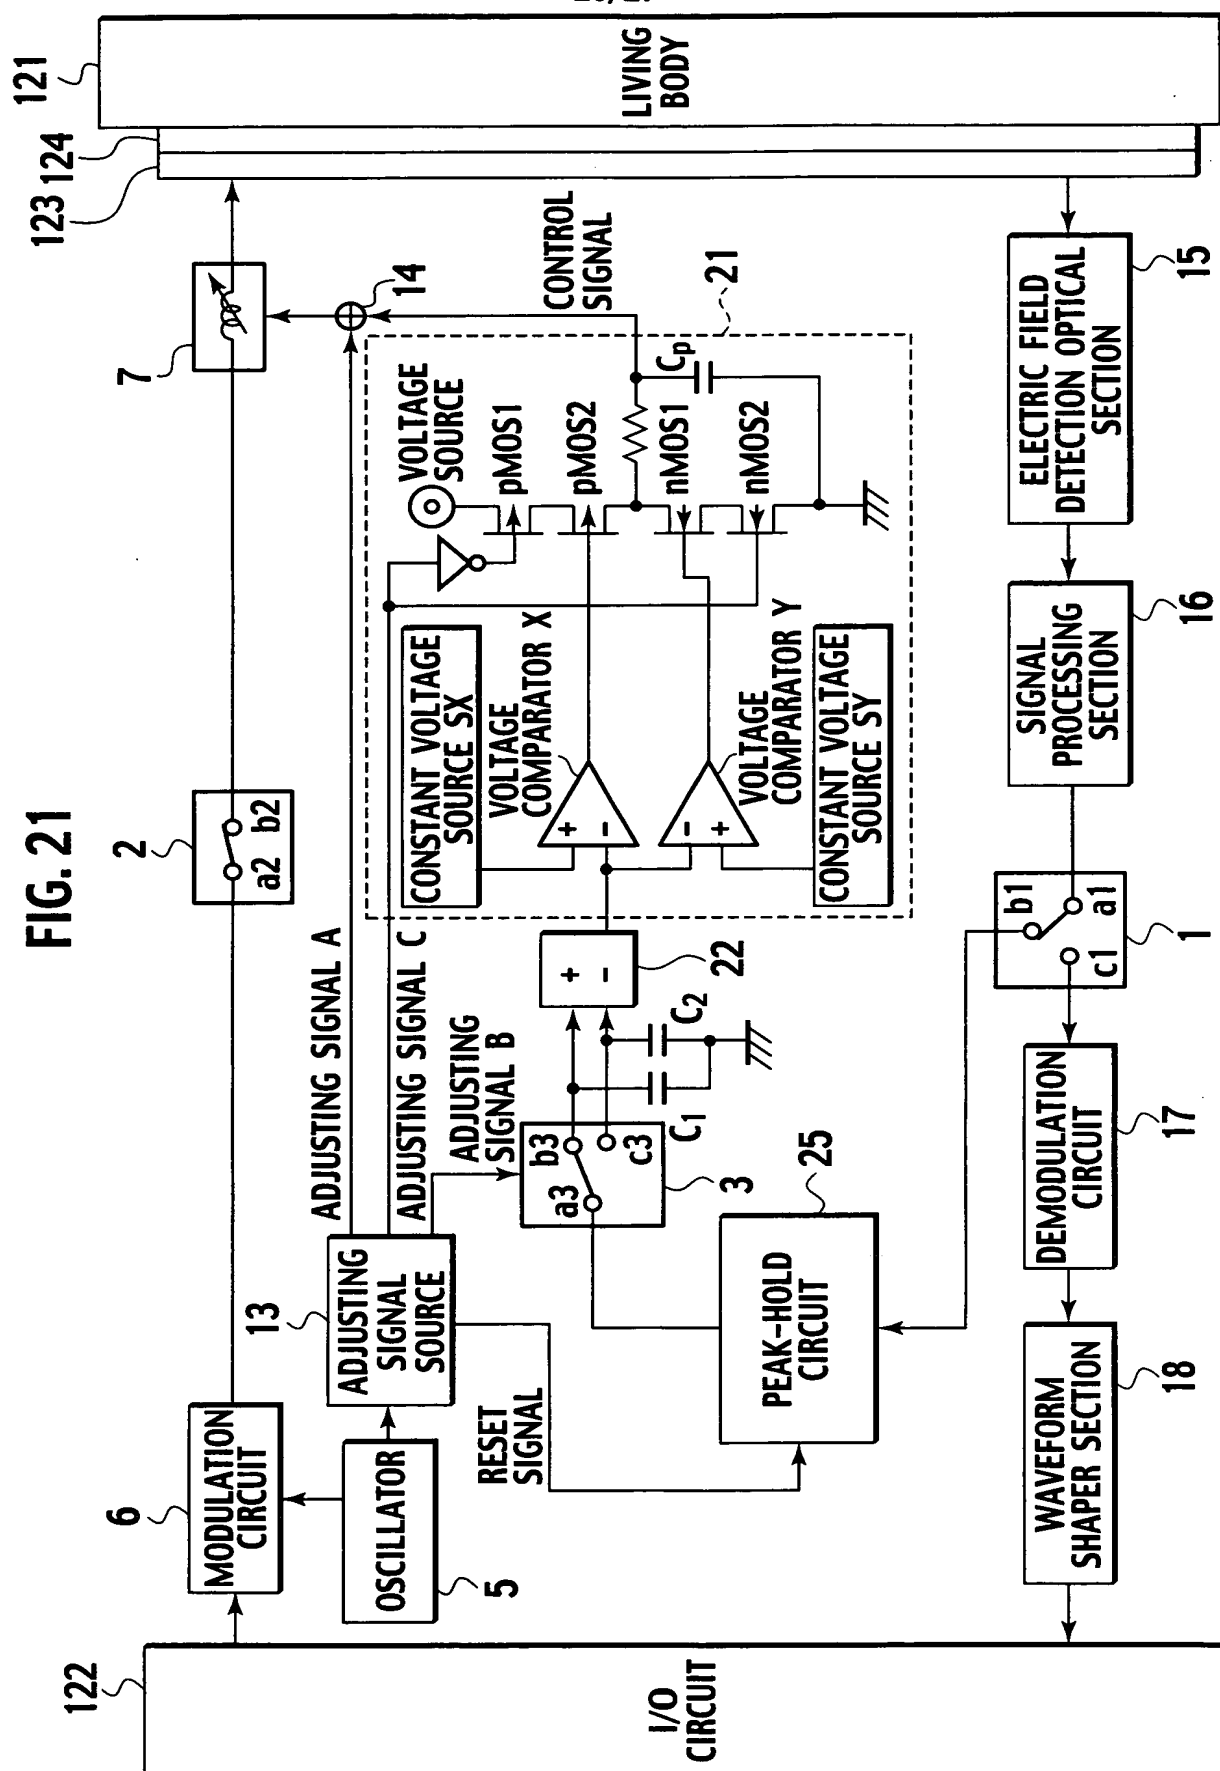 FIG. 21
122
I/O
CIRCUIT
6
MODULATION
CIRCUIT
OSCILLATOR
5
2
a2
b2
7
123
124
121
LIVING
BODY
13
ADJUSTING
SIGNAL
SOURCE
ADJUSTING SIGNAL A
ADJUSTING SIGNAL C
ADJUSTING
SIGNAL B
RESET
SIGNAL
14
CONTROL
SIGNAL
21
CONSTANT VOLTAGE
SOURCE SX
VOLTAGE
COMPARATOR X
+
-
-
+
VOLTAGE
COMPARATOR Y
CONSTANT VOLTAGE
SOURCE SY
VOLTAGE
SOURCE
pMOS1
pMOS2
nMOS1
nMOS2
Cp
22
+
-
C1
C2
b3
a3
c3
3
25
PEAK-HOLD
CIRCUIT
b1
a1
c1
1
ELECTRIC FIELD
DETECTION OPTICAL
SECTION
15
SIGNAL
PROCESSING
SECTION
16
DEMODULATION
CIRCUIT
17
WAVEFORM
SHAPER SECTION
18